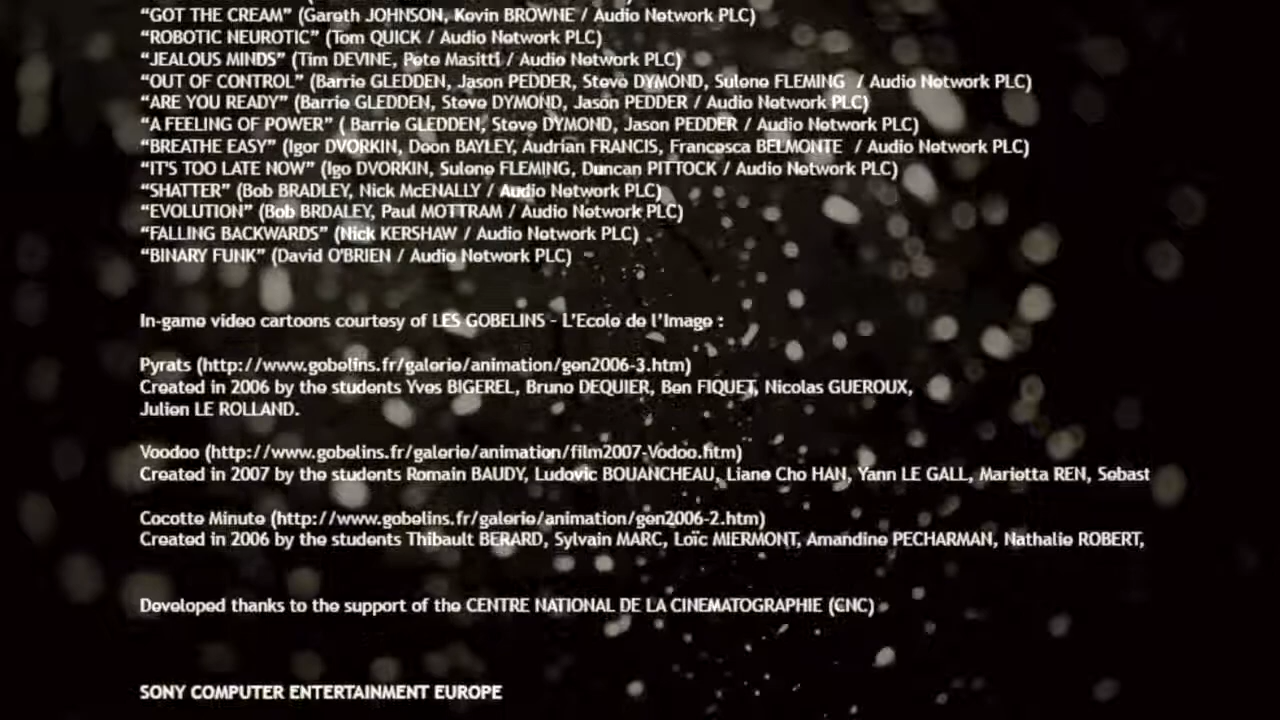 “GOT THE CREAM” (Gareth JOHNSON, Kevin BROWNE / Audio Network PLC)
“ROBOTIC NEUROTIC” (Tom QUICK / Audio Network PLC)
“JEALOUS MINDS” (Tim DEVINE, Pete Masitti / Audio Network PLC)
“OUT OF CONTROL” (Barrie GLEDDEN, Jason PEDDER, Steve DYMOND, Sulene FLEMING / Audio Network PLC)
“ARE YOU READY” (Barrie GLEDDEN, Steve DYMOND, Jason PEDDER / Audio Network PLC)
“A FEELING OF POWER” ( Barrie GLEDDEN, Steve DYMOND, Jason PEDDER / Audio Network PLC)
“BREATHE EASY” (Igor DVORKIN, Deon BAYLEY, Audrian FRANCIS, Francesca BELMONTE / Audio Network PLC)
“IT'S TOO LATE NOW” (Igo DVORKIN, Sulene FLEMING, Duncan PITTOCK / Audio Network PLC)
“SHATTER” (Bob BRADLEY, Nick McENALLY / Audio Network PLC)
“EVOLUTION” (Bob BRDALEY, Paul MOTTRAM / Audio Network PLC)
“FALLING BACKWARDS” (Nick KERSHAW / Audio Network PLC)
“BINARY FUNK” (David O'BRIEN / Audio Network PLC)
In-game video cartoons courtesy of LES GOBELINS - L'Ecole de l'Image :
Pyrats (http://www.gobelins.fr/galerie/animation/gen2006-3.htm)
Created in 2006 by the students Yves BIGEREL, Bruno DEQUIER, Ben FIQUET, Nicolas GUEROUX,
Julien LE ROLLAND.
Voodoo (http://www.gobelins.fr/galerie/animation/film2007-Vodoo.htm)
Created in 2007 by the students Romain BAUDY, Ludovic BOUANCHEAU, Liane Cho HAN, Yann LE GALL, Marietta REN, Sebast
Cocotte Minute (http://www.gobelins.fr/galerie/animation/gen2006-2.htm)
Created in 2006 by the students Thibault BERARD, Sylvain MARC, Loïc MIERMONT, Amandine PECHARMAN, Nathalie ROBERT,
Developed thanks to the support of the CENTRE NATIONAL DE LA CINEMATOGRAPHIE (CNC)
SONY COMPUTER ENTERTAINMENT EUROPE